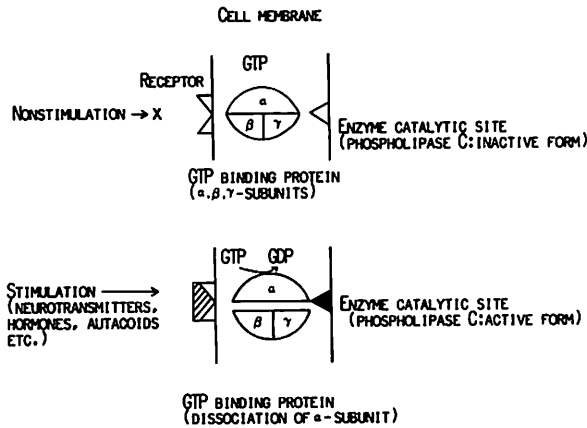 CELL MEMBRANE
GTP
RECEPTOR
α
NONSTIMULATION → X
β γ
ENZYME CATALYTIC SITE
(PHOSPHOLIPASE C:INACTIVE FORM)
GTP BINDING PROTEIN
(α,β,γ-SUBUNITS)
GTP GDP
α
STIMULATION →
(NEUROTRANSMITTERS,
HORMONES, AUTACOIDS
ETC.)
β γ
ENZYME CATALYTIC SITE
(PHOSPHOLIPASE C:ACTIVE FORM)
GTP BINDING PROTEIN
(DISSOCIATION OF α-SUBUNIT)